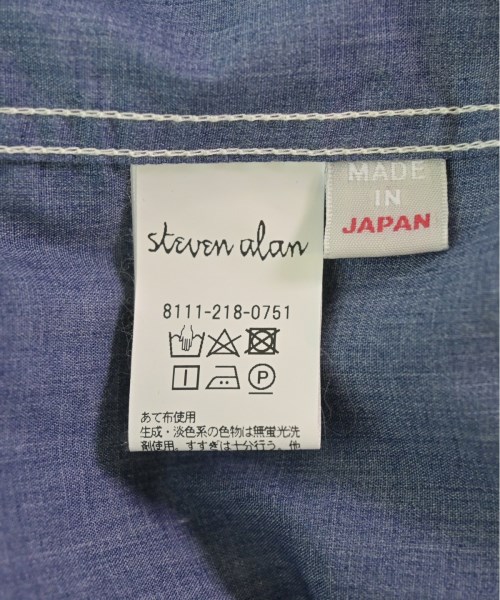 MADE
IN
JAPAN
steven alan
8111-218-0751
P
あて布使用
生成・淡色系の色物は無蛍光洗
剤使用。すすぎは十分行う。他